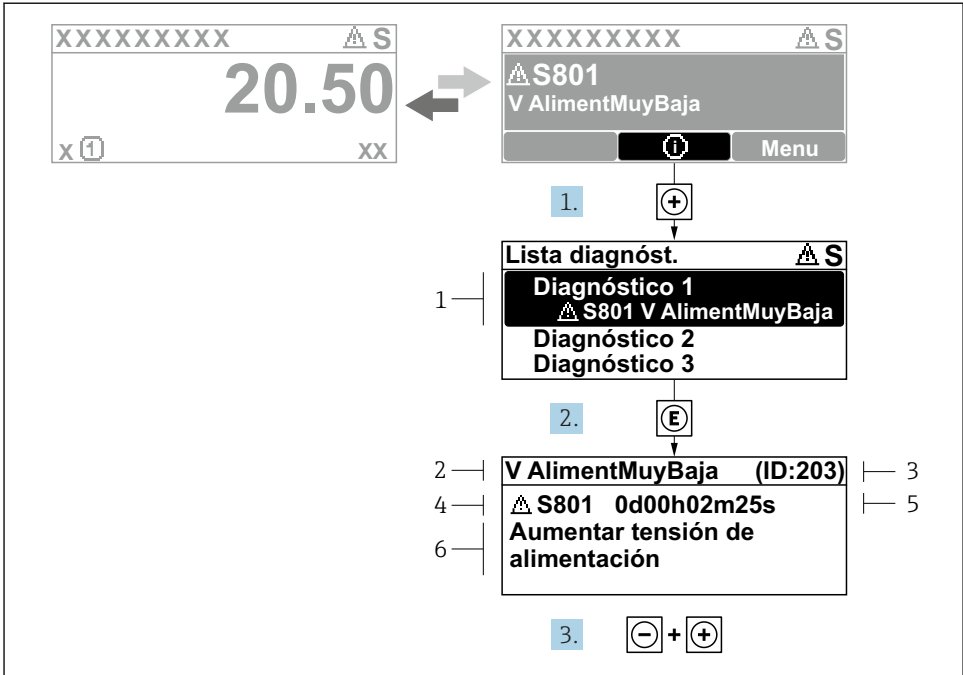 XXXXXXXXX ⚠ S
20.50
x ① xx
XXXXXXXXX ⚠ S
⚠ S801
V AlimentMuyBaja
ⓘ Menu
1. ⊕
Lista diagnóst. ⚠ S
1
Diagnóstico 1
⚠ S801 V AlimentMuyBaja
Diagnóstico 2
Diagnóstico 3
2. Ⓔ
2 V AlimentMuyBaja (ID:203) 3
4 ⚠ S801 0d00h02m25s 5
6
Aumentar tensión de
alimentación
3. ⊖ + ⊕